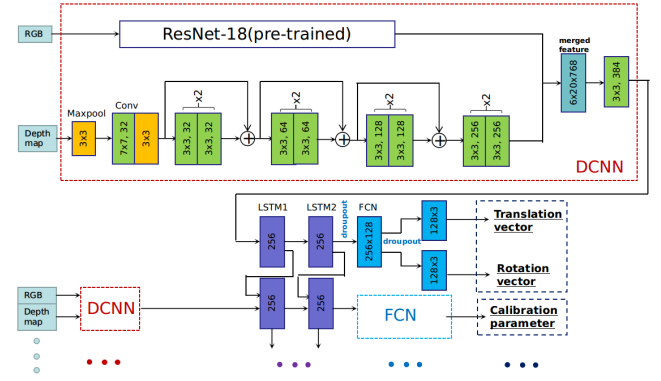 RGB
ResNet-18(pre-trained)
merged
feature
6x20x768
3x3, 384
x2
x2
x2
x2
Maxpool
Conv
Depth
map
3x3
7x7, 32
3x3
3x3, 32
3x3, 32
3x3, 64
3x3, 64
3x3, 128
3x3, 128
3x3, 256
3x3, 256
DCNN
LSTM1
LSTM2
droupout
FCN
256
256
256x128
droupout
128x3
128x3
Translation
vector
Rotation
vector
RGB
Depth
map
DCNN
256
256
FCN
Calibration
parameter